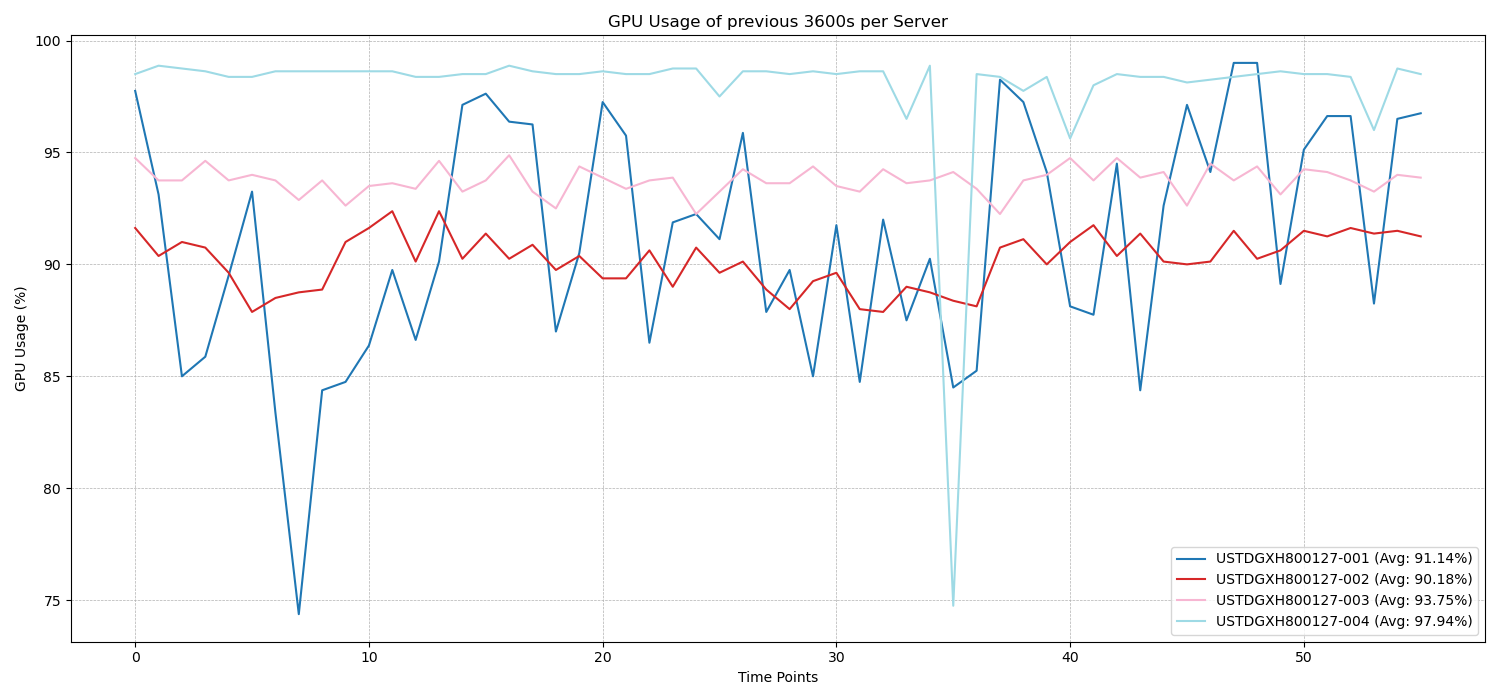 GPU Usage of previous 3600s per Server
GPU Usage (%)
100
95
90
85
80
75
USTDGXH800127-001 (Avg: 91.14%)
USTDGXH800127-002 (Avg: 90.18%)
USTDGXH800127-003 (Avg: 93.75%)
USTDGXH800127-004 (Avg: 97.94%)
0 10 20 30 40 50
Time Points